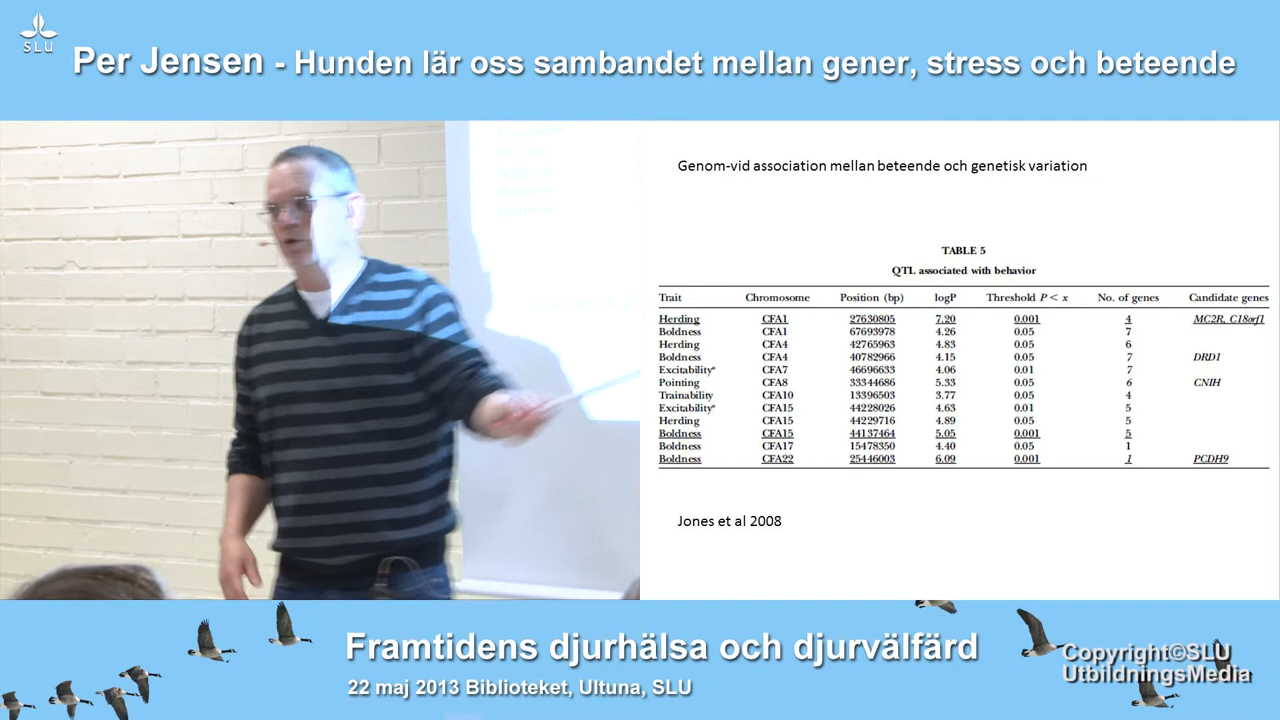 SLU
Per Jensen - Hunden lär oss sambandet mellan gener, stress och beteende
Genom-vid association mellan beteende och genetisk variation
TABLE 5
QTL associated with behavior
Trait Chromosome Position (bp) logP Threshold P < x No. of genes Candidate genes
Herding CFA1 27630805 7.20 0.001 4 MC2R, C18orf1
Boldness CFA1 67693978 4.26 0.05 7
Herding CFA4 42765963 4.83 0.05 6
Boldness CFA4 40782966 4.15 0.05 7 DRD1
Excitabilityᵃ CFA7 46696633 4.06 0.01 7
Pointing CFA8 33344686 5.33 0.05 6 CNIH
Trainability CFA10 13396503 3.77 0.05 4
Excitabilityᵃ CFA15 44228026 4.63 0.01 5
Herding CFA15 44229716 4.89 0.05 5
Boldness CFA15 44137464 5.05 0.001 5
Boldness CFA17 15478350 4.40 0.05 1
Boldness CFA22 25446003 6.09 0.001 1 PCDH9
Jones et al 2008
Framtidens djurhälsa och djurvälfärd
22 maj 2013 Biblioteket, Ultuna, SLU
Copyright©SLU
UtbildningsMedia